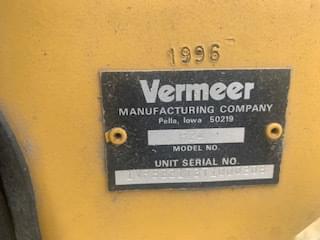 1996
Vermeer
MANUFACTURING COMPANY
Pella, Iowa 50219
MODEL NO.
UNIT SERIAL NO.